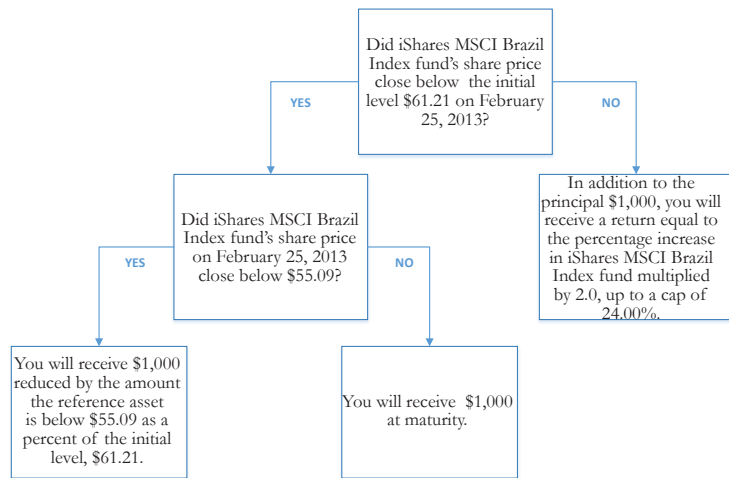 Did iShares MSCI Brazil
Index fund's share price
close below the initial
level $61.21 on February
25, 2013?
YES
NO
Did iShares MSCI Brazil
Index fund's share price
on February 25, 2013
close below $55.09?
In addition to the
principal $1,000, you will
receive a return equal to
the percentage increase
in iShares MSCI Brazil
Index fund multiplied
by 2.0, up to a cap of
24.00%.
YES
NO
You will receive $1,000
reduced by the amount
the reference asset
is below $55.09 as a
percent of the initial
level, $61.21.
You will receive $1,000
at maturity.